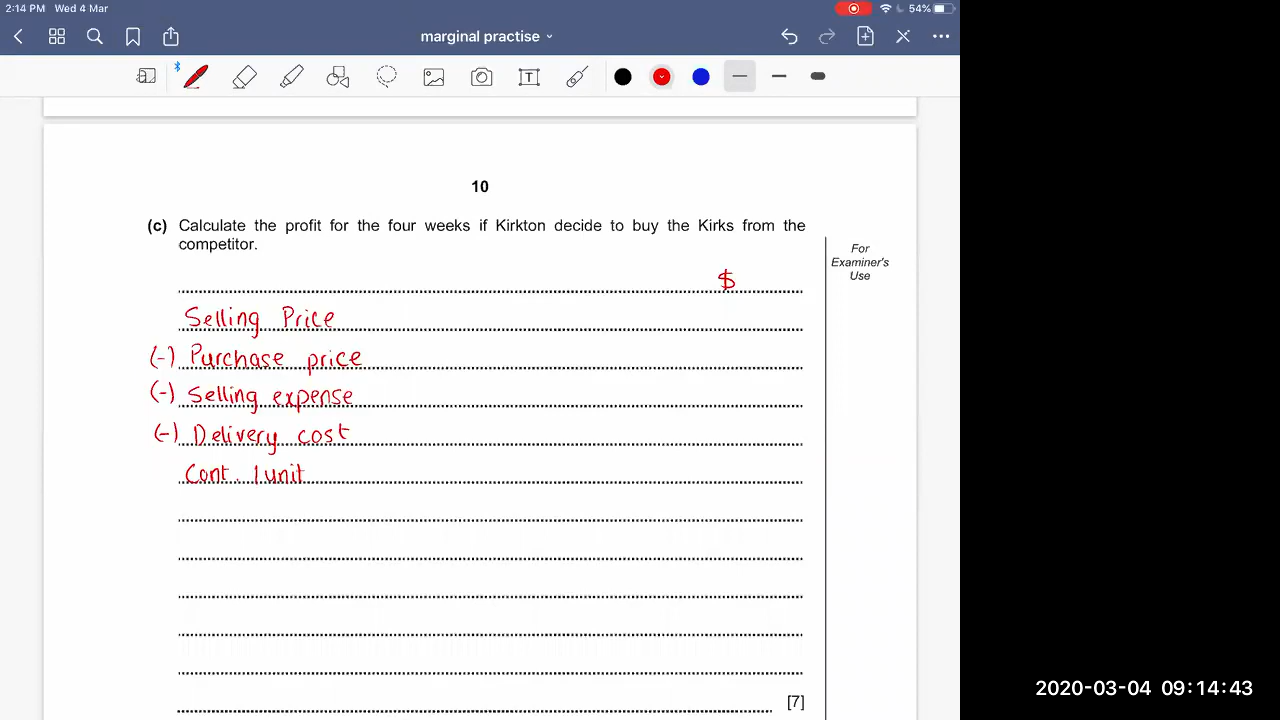 2:14 PM Wed 4 Mar
54%
marginal practise
T
10
(c) Calculate the profit for the four weeks if Kirkton decide to buy the Kirks from the
competitor.
For
Examiner's
Use
$
Selling Price
(-) Purchase price
(-) Selling expense
(-) Delivery cost
Cont. 1unit
[7]
2020-03-04 09:14:43